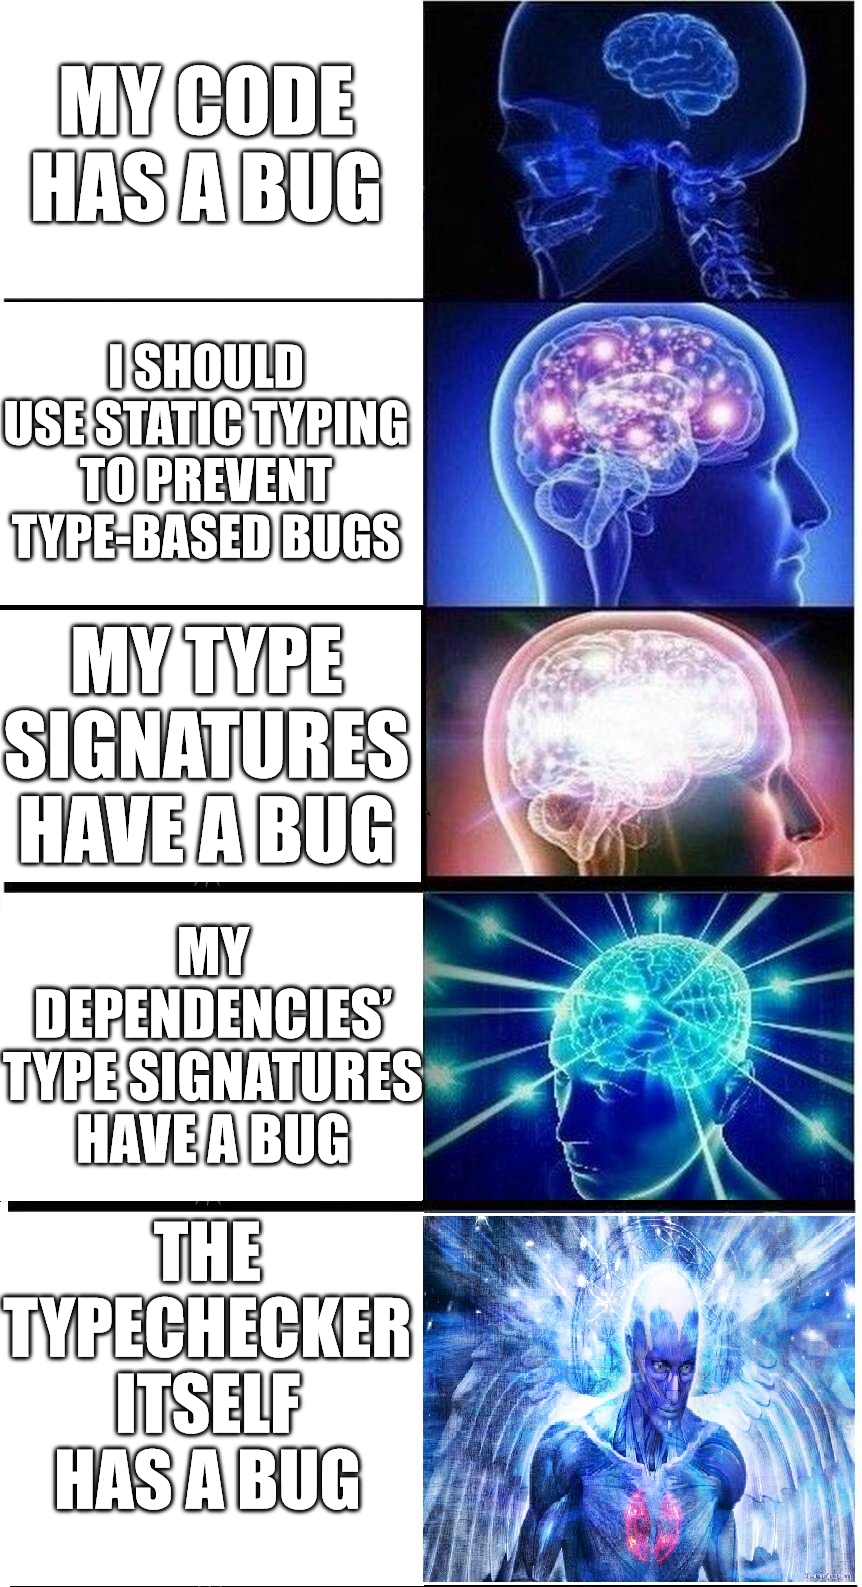 MY CODE
HAS A BUG
I SHOULD
USE STATIC TYPING
TO PREVENT
TYPE-BASED BUGS
MY TYPE
SIGNATURES
HAVE A BUG
MY
DEPENDENCIES’
TYPE SIGNATURES
HAVE A BUG
THE
TYPECHECKER
ITSELF
HAS A BUG